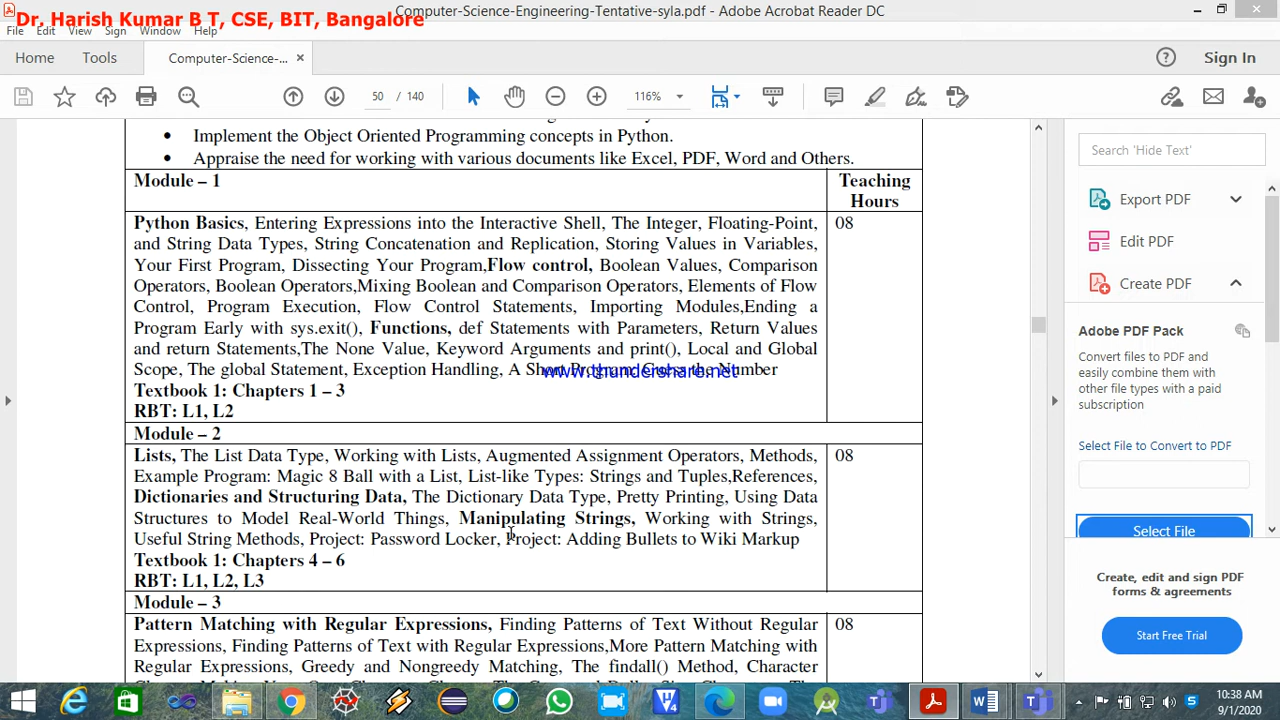 Dr. Harish Kumar B T, CSE, BIT, Bangalore
Computer-Science-Engineering-Tentative-syla.pdf - Adobe Acrobat Reader DC
File Edit View Sign Window Help
Home Tools Computer-Science-... × Sign In
50 / 140 116%
• Implement the Object Oriented Programming concepts in Python.
• Appraise the need for working with various documents like Excel, PDF, Word and Others.
Module – 1 Teaching
Hours
Python Basics, Entering Expressions into the Interactive Shell, The Integer, Floating-Point, 08
and String Data Types, String Concatenation and Replication, Storing Values in Variables,
Your First Program, Dissecting Your Program,Flow control, Boolean Values, Comparison
Operators, Boolean Operators,Mixing Boolean and Comparison Operators, Elements of Flow
Control, Program Execution, Flow Control Statements, Importing Modules,Ending a
Program Early with sys.exit(), Functions, def Statements with Parameters, Return Values
and return Statements,The None Value, Keyword Arguments and print(), Local and Global
Scope, The global Statement, Exception Handling, A Short Program: Guess the Number
www.thundershare.net
Textbook 1: Chapters 1 – 3
RBT: L1, L2
Module – 2
Lists, The List Data Type, Working with Lists, Augmented Assignment Operators, Methods, 08
Example Program: Magic 8 Ball with a List, List-like Types: Strings and Tuples,References,
Dictionaries and Structuring Data, The Dictionary Data Type, Pretty Printing, Using Data
Structures to Model Real-World Things, Manipulating Strings, Working with Strings,
Useful String Methods, Project: Password Locker, Project: Adding Bullets to Wiki Markup
Textbook 1: Chapters 4 – 6
RBT: L1, L2, L3
Module – 3
Pattern Matching with Regular Expressions, Finding Patterns of Text Without Regular 08
Expressions, Finding Patterns of Text with Regular Expressions,More Pattern Matching with
Regular Expressions, Greedy and Nongreedy Matching, The findall() Method, Character
Search 'Hide Text'
Export PDF
Edit PDF
Create PDF
Adobe PDF Pack
Convert files to PDF and
easily combine them with
other file types with a paid
subscription
Select File to Convert to PDF
Select File
Create, edit and sign PDF
forms & agreements
Start Free Trial
10:38 AM
9/1/2020